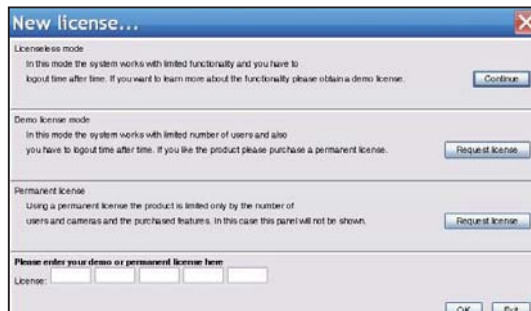 New license...
Licenseless mode
In this mode the system works with limited functionality and you have to
logout time after time. If you want to learn more about the functionality please obtain a demo license.
Continue
Demo license mode
In this mode the system works with limited number of users and also
you have to logout time after time. If you like the product please purchase a permanent license.
Request license
Permanent license
Using a permanent license the product is limited only by the number of
users and cameras and the purchased features. In this case this panel will not be shown.
Request license
Please enter your demo or permanent license here
License:
OK Exit